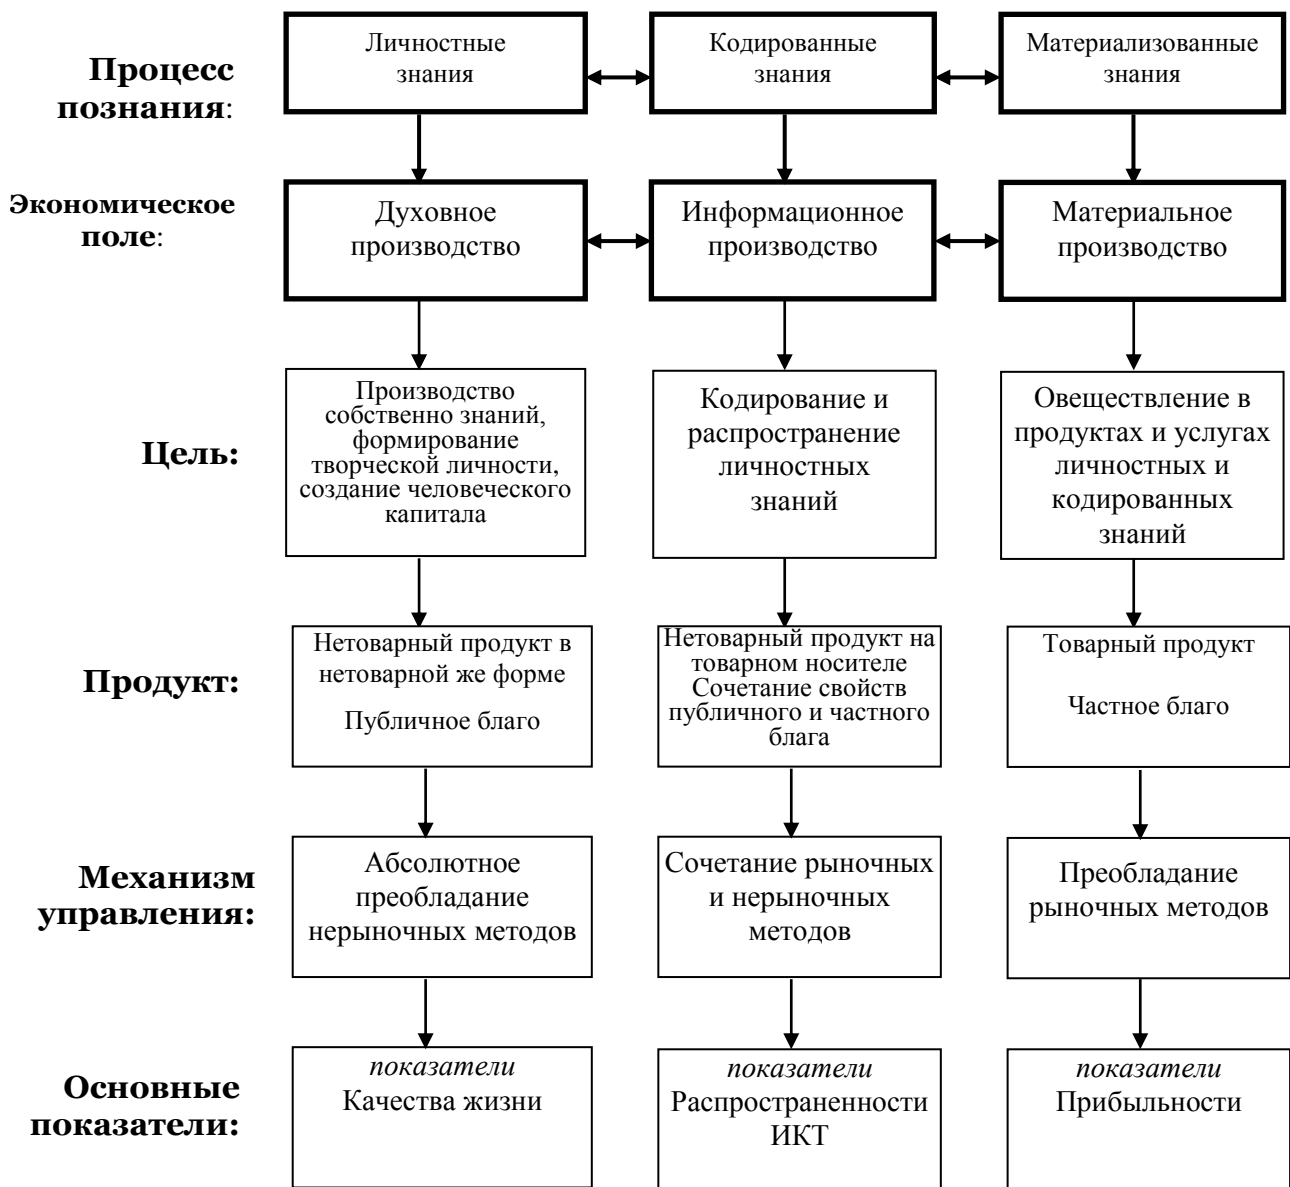 Процесс
познания:
Личностные
знания
Кодированные
знания
Материализованные
знания
Экономическое
поле:
Духовное
производство
Информационное
производство
Материальное
производство
Цель:
Производство
собственно знаний,
формирование
творческой личности,
создание человеческого
капитала
Кодирование и
распространение
личностных
знаний
Овеществление в
продуктах и услугах
личностных и
кодированных
знаний
Продукт:
Нетоварный продукт в
нетоварной же форме
Публичное благо
Нетоварный продукт на
товарном носителе
Сочетание свойств
публичного и частного
блага
Товарный продукт
Частное благо
Механизм
управления:
Абсолютное
преобладание
нерыночных методов
Сочетание рыночных
и нерыночных
методов
Преобладание
рыночных методов
Основные
показатели:
показатели
Качества жизни
показатели
Распространенности
ИКТ
показатели
Прибыльности